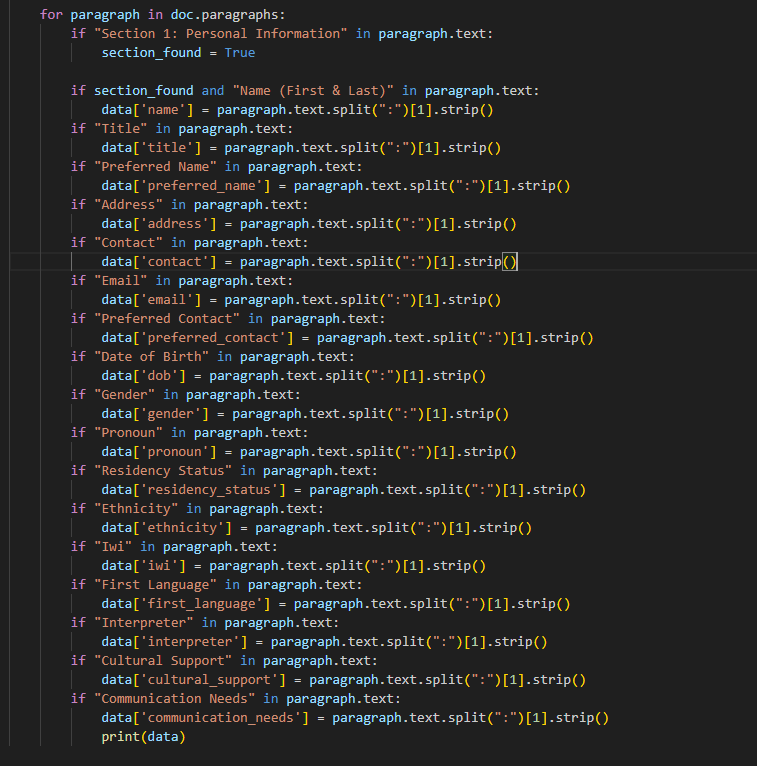 for paragraph in doc.paragraphs:
if "Section 1: Personal Information" in paragraph.text:
section_found = True
if section_found and "Name (First & Last)" in paragraph.text:
data['name'] = paragraph.text.split(":")[1].strip()
if "Title" in paragraph.text:
data['title'] = paragraph.text.split(":")[1].strip()
if "Preferred Name" in paragraph.text:
data['preferred_name'] = paragraph.text.split(":")[1].strip()
if "Address" in paragraph.text:
data['address'] = paragraph.text.split(":")[1].strip()
if "Contact" in paragraph.text:
data['contact'] = paragraph.text.split(":")[1].strip()
if "Email" in paragraph.text:
data['email'] = paragraph.text.split(":")[1].strip()
if "Preferred Contact" in paragraph.text:
data['preferred_contact'] = paragraph.text.split(":")[1].strip()
if "Date of Birth" in paragraph.text:
data['dob'] = paragraph.text.split(":")[1].strip()
if "Gender" in paragraph.text:
data['gender'] = paragraph.text.split(":")[1].strip()
if "Pronoun" in paragraph.text:
data['pronoun'] = paragraph.text.split(":")[1].strip()
if "Residency Status" in paragraph.text:
data['residency_status'] = paragraph.text.split(":")[1].strip()
if "Ethnicity" in paragraph.text:
data['ethnicity'] = paragraph.text.split(":")[1].strip()
if "Iwi" in paragraph.text:
data['iwi'] = paragraph.text.split(":")[1].strip()
if "First Language" in paragraph.text:
data['first_language'] = paragraph.text.split(":")[1].strip()
if "Interpreter" in paragraph.text:
data['interpreter'] = paragraph.text.split(":")[1].strip()
if "Cultural Support" in paragraph.text:
data['cultural_support'] = paragraph.text.split(":")[1].strip()
if "Communication Needs" in paragraph.text:
data['communication_needs'] = paragraph.text.split(":")[1].strip()
print(data)